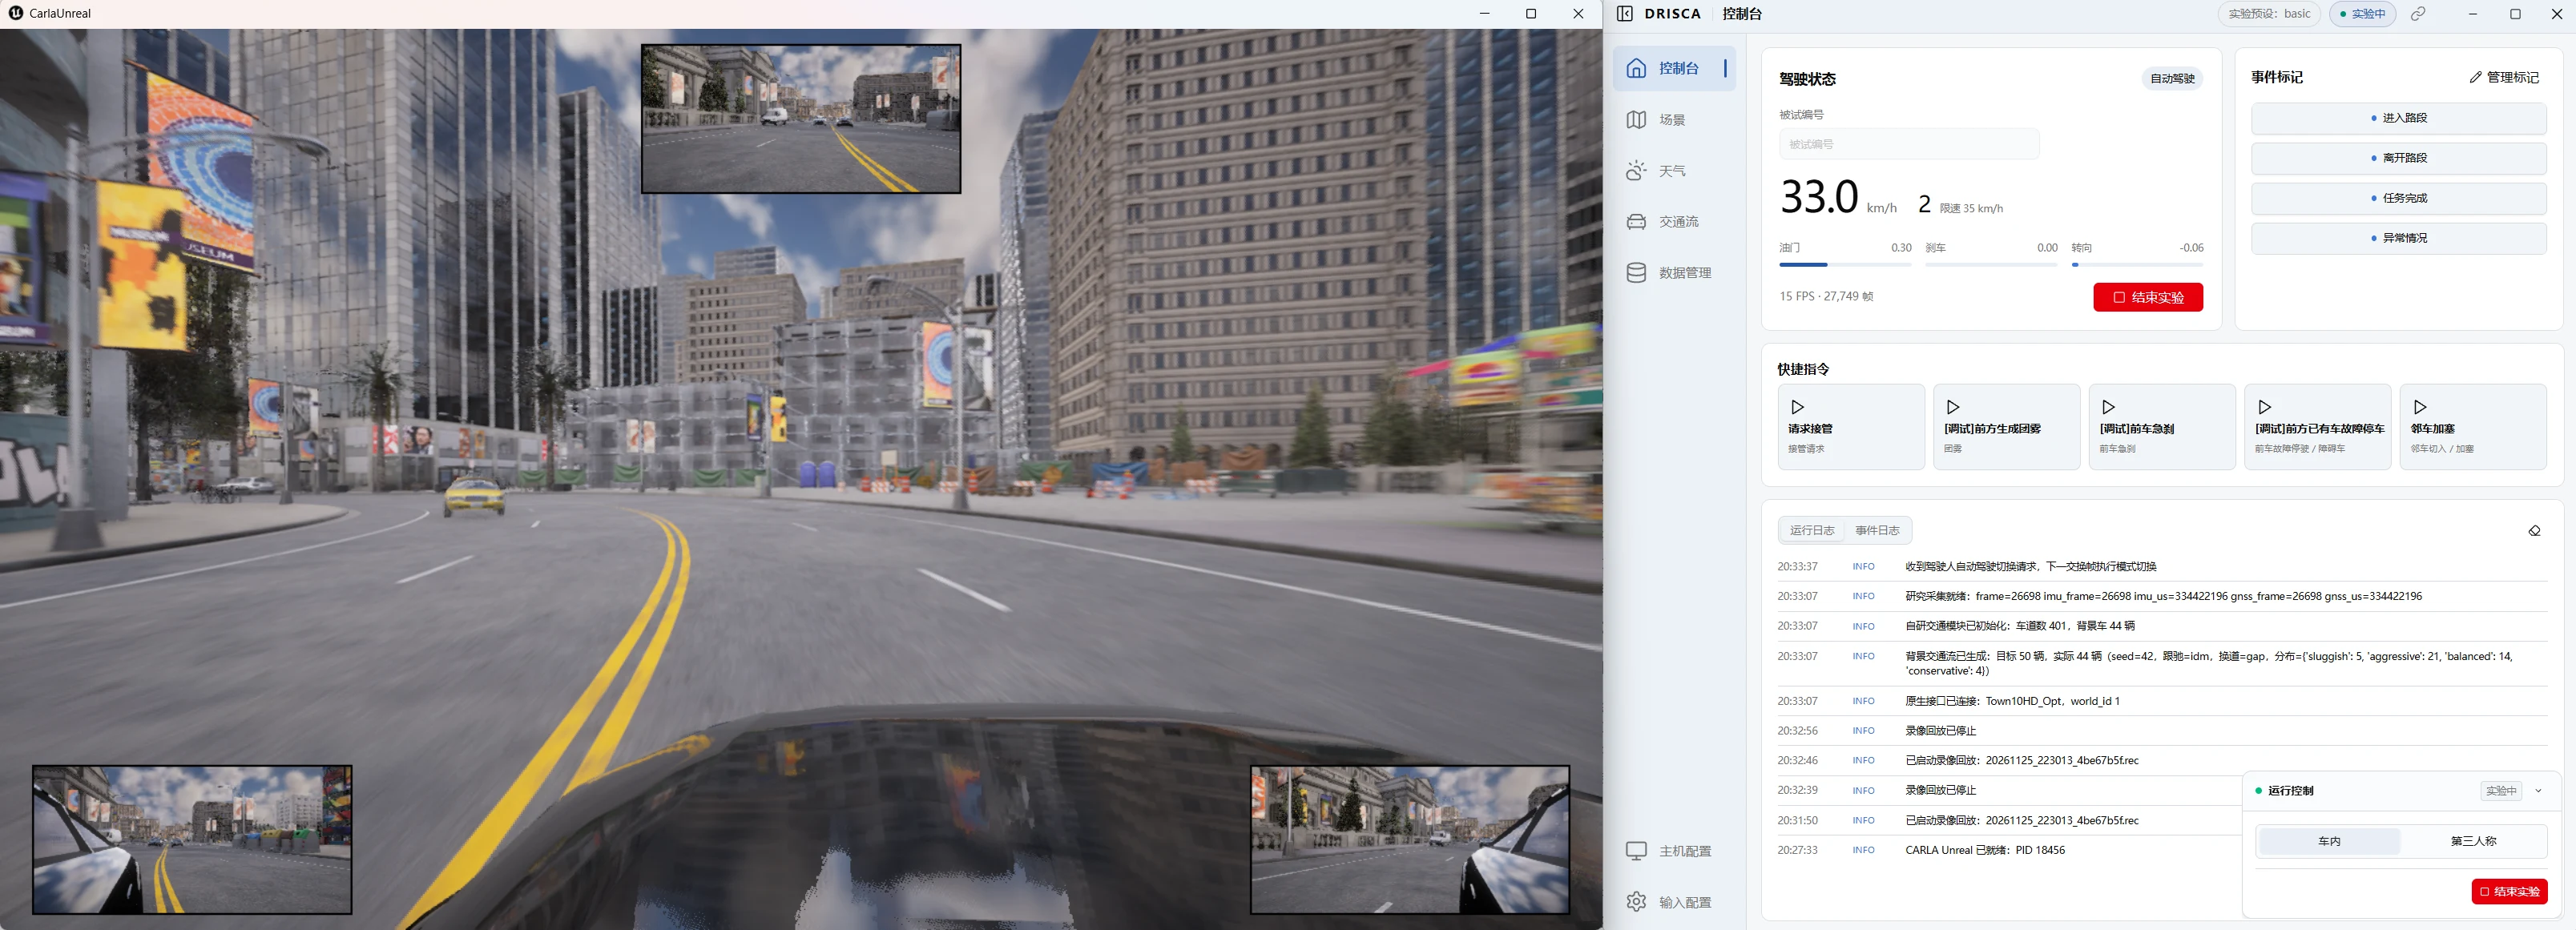 CarlaUnreal
MUSEUM
USEUM
DRISCA
控制台
实验预设：basic
实验中
控制台
场景
天气
交通流
数据管理
主机配置
输入配置
驾驶状态
自动驾驶
被试编号
被试编号
33.0 km/h 2 限速 35 km/h
油门 0.30 刹车 0.00 转向 -0.06
15 FPS · 27,749 帧
结束实验
事件标记
管理标记
进入路段
离开路段
任务完成
异常情况
快捷指令
请求接管
接管请求
[调试]前方生成团雾
团雾
[调试]前车急刹
前车急刹
[调试]前方已有车故障停车
前车故障停驶 / 障碍车
邻车加塞
邻车切入 / 加塞
运行日志 事件日志
20:33:37 INFO 收到驾驶人自动驾驶切换请求，下一交换帧执行模式切换
20:33:07 INFO 研究采集就绪：frame=26698 imu_frame=26698 imu_us=334422196 gnss_frame=26698 gnss_us=334422196
20:33:07 INFO 自研交通模块已初始化：车道数 401，背景车 44 辆
20:33:07 INFO 背景交通流已生成：目标 50 辆，实际 44 辆（seed=42，跟驰=idm，换道=gap，分布={'sluggish': 5, 'aggressive': 21, 'balanced': 14,
'conservative': 4}）
20:33:07 INFO 原生接口已连接：Town10HD_Opt，world_id 1
20:32:56 INFO 录像回放已停止
20:32:46 INFO 已启动录像回放：20261125_223013_4be67b5f.rec
20:32:39 INFO 录像回放已停止
20:31:50 INFO 已启动录像回放：20261125_223013_4be67b5f.rec
20:27:33 INFO CARLA Unreal 已就绪：PID 18456
运行控制
实验中
车内 第三人称
结束实验